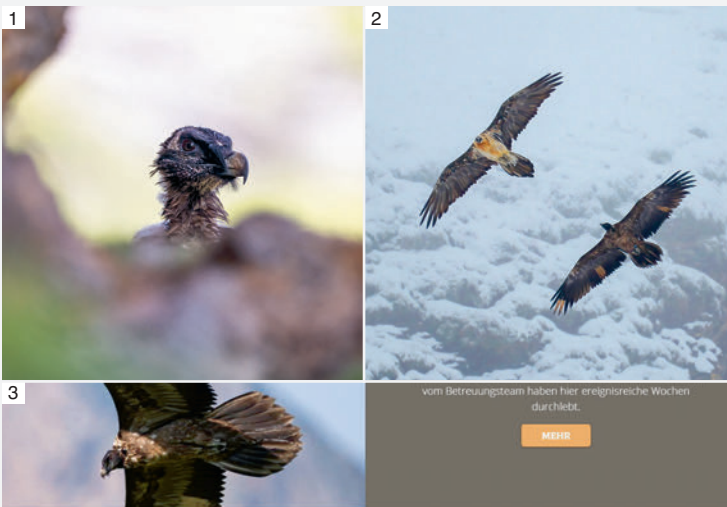 1
2
3
vom Betreuungsteam haben hier ereignisreiche Wochen
durchlebt.
MEHR